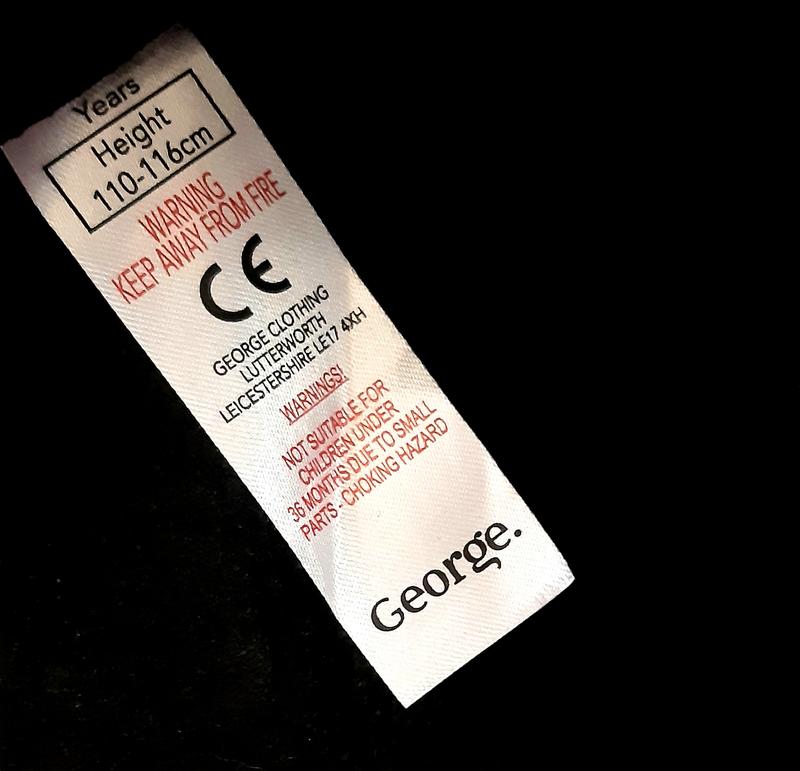 Years
Height
110-116cm
WARNING
KEEP AWAY FROM FIRE
CE
GEORGE CLOTHING
LUTTERWORTH
LEICESTERSHIRE LE17 4XH
WARNINGS!
NOT SUITABLE FOR
CHILDREN UNDER
36 MONTHS DUE TO SMALL
PARTS - CHOKING HAZARD
George.